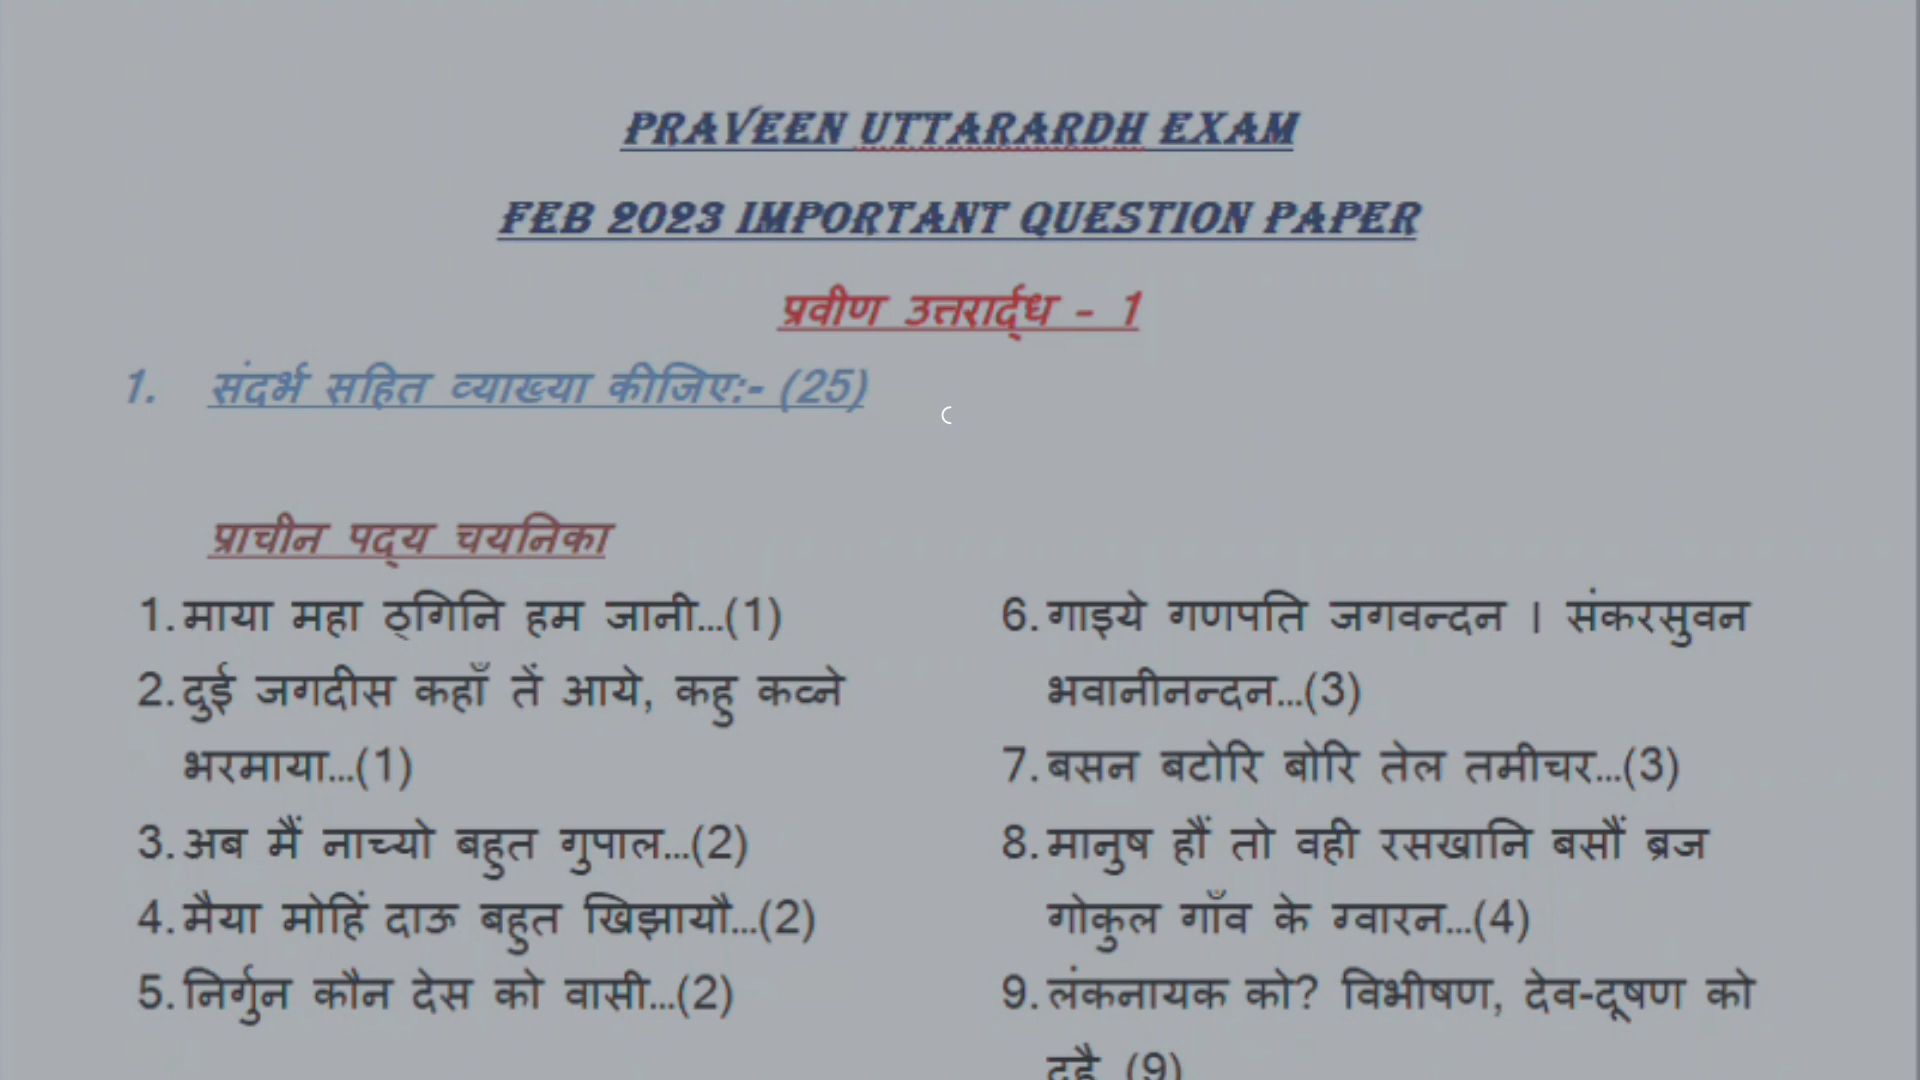 PRAVEEN UTTARARDH EXAM
FEB 2023 IMPORTANT QUESTION PAPER
प्रवीण उत्तरार्द्ध - 1
1. संदर्भ सहित व्याख्या कीजिए:- (25)
प्राचीन पद्य चयनिका
1. माया महा ठ्गिनि हम जानी...(1)
2. दुई जगदीस कहाँ तें आये, कहु कव्ने
भरमाया...(1)
3. अब मैं नाच्यो बहुत गुपाल...(2)
4. मैया मोहिं दाऊ बहुत खिझायौ...(2)
5. निर्गुन कौन देस को वासी...(2)
6. गाइये गणपति जगवन्दन । संकरसुवन
भवानीनन्दन...(3)
7. बसन बटोरि बोरि तेल तमीचर...(3)
8. मानुष हौं तो वही रसखानि बसौं ब्रज
गोकुल गाँव के ग्वारन...(4)
9. लंकनायक को? विभीषण, देव-दूषण को
दहै (9)